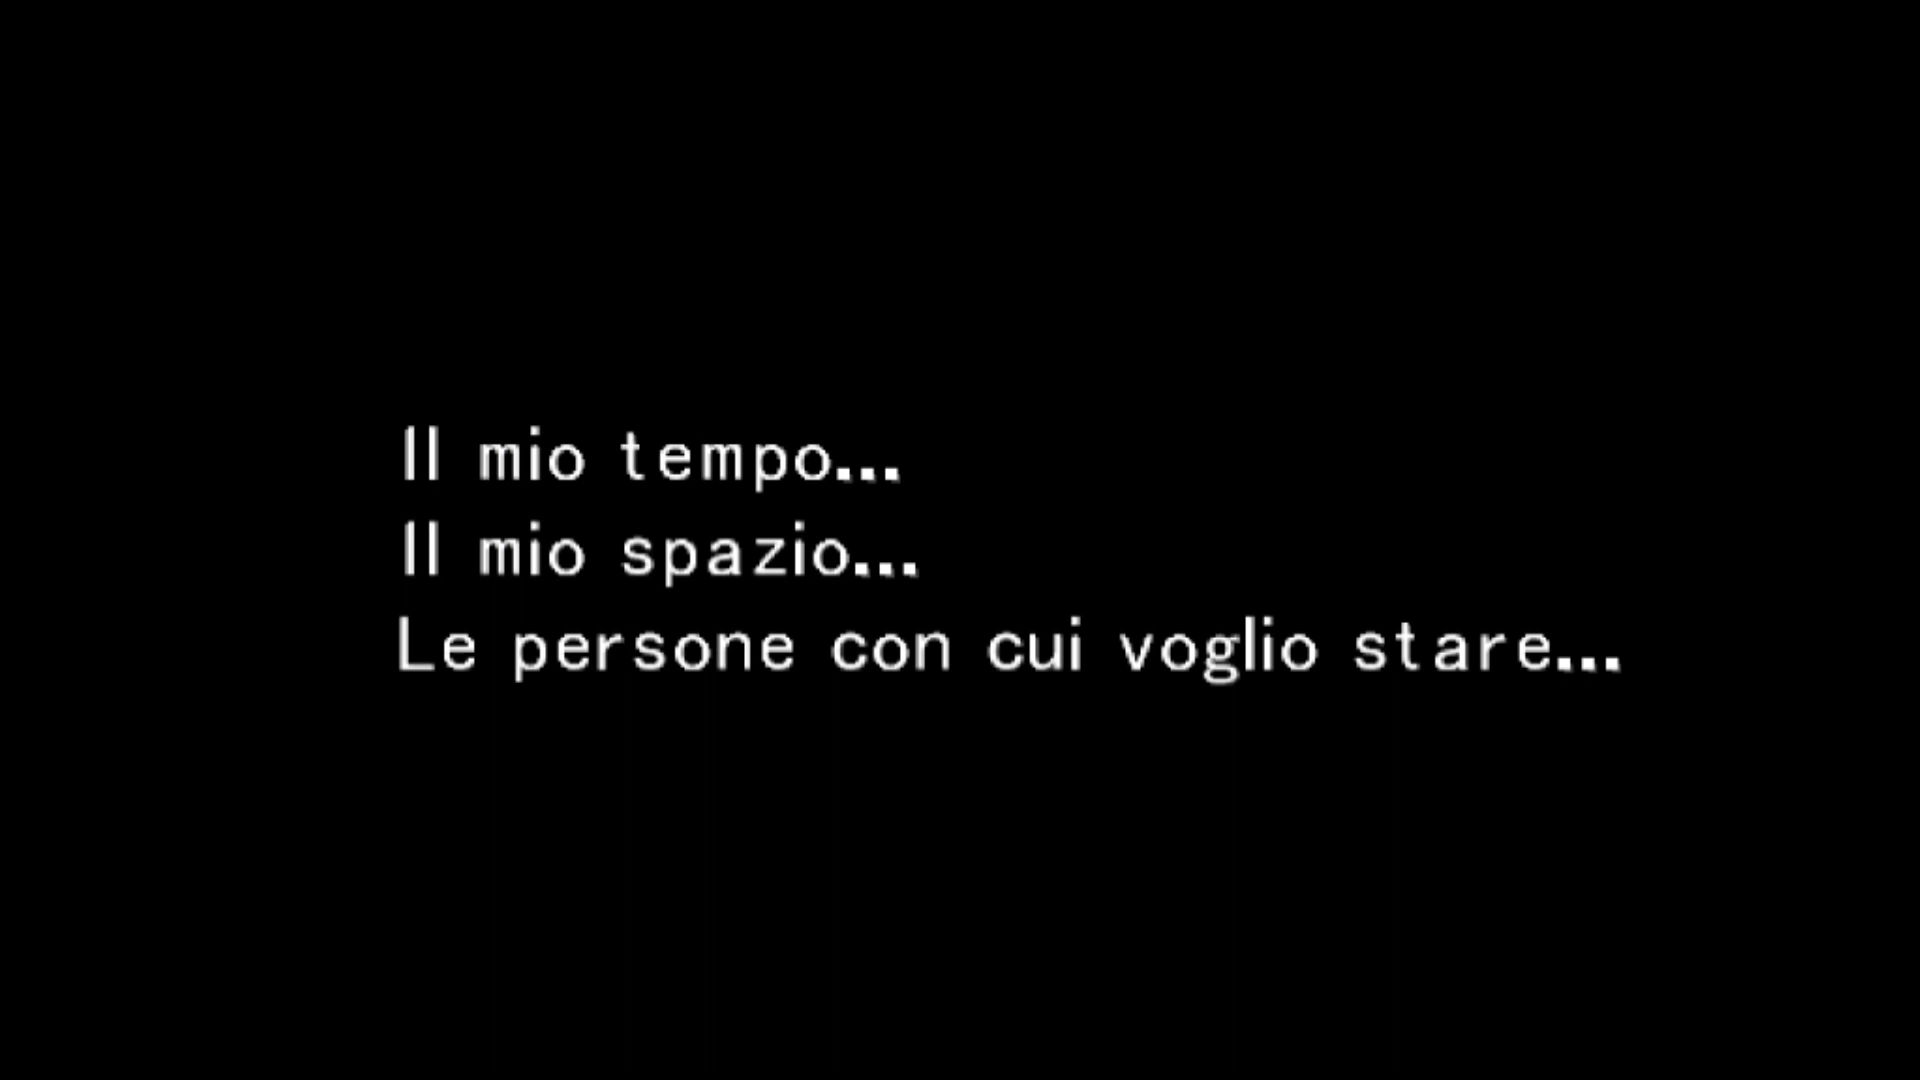 Il mio tempo...
Il mio spazio...
Le persone con cui voglio stare...